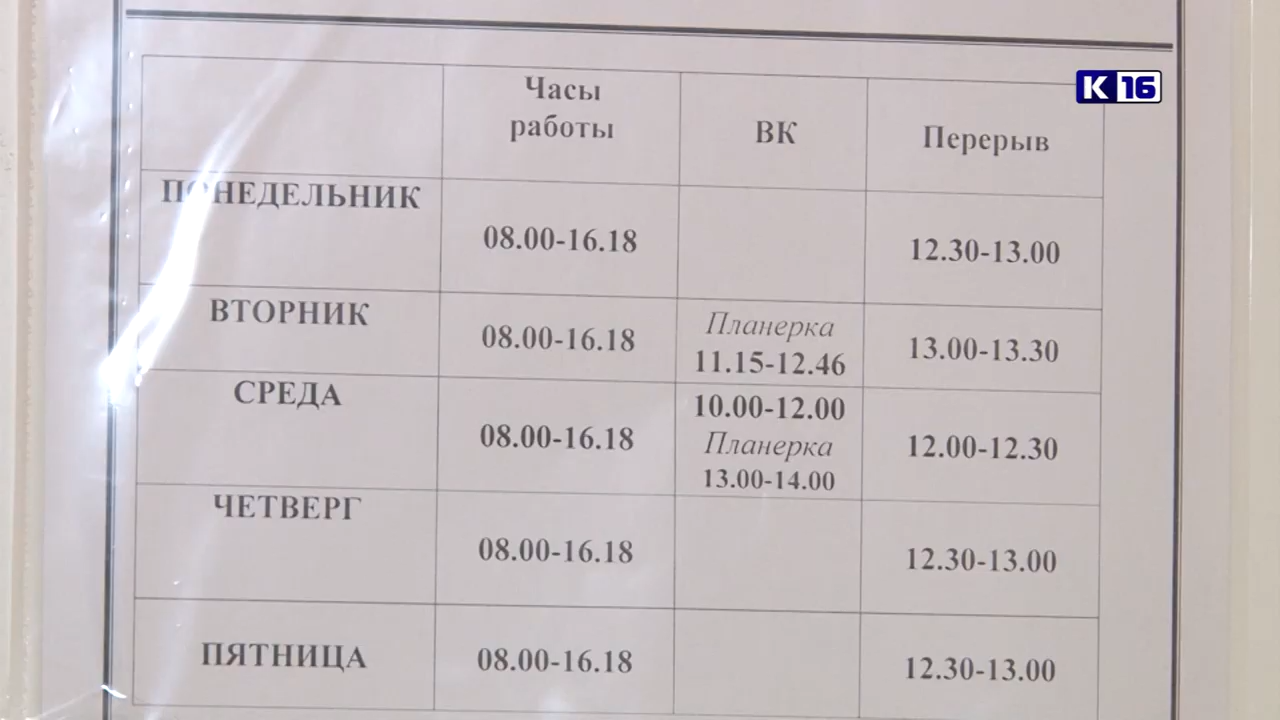 К 16
Часы
работы
ВК
Перерыв
ПОНЕДЕЛЬНИК
08.00-16.18
12.30-13.00
ВТОРНИК
08.00-16.18
Планерка
11.15-12.46
13.00-13.30
СРЕДА
08.00-16.18
10.00-12.00
Планерка
13.00-14.00
12.00-12.30
ЧЕТВЕРГ
08.00-16.18
12.30-13.00
ПЯТНИЦА
08.00-16.18
12.30-13.00